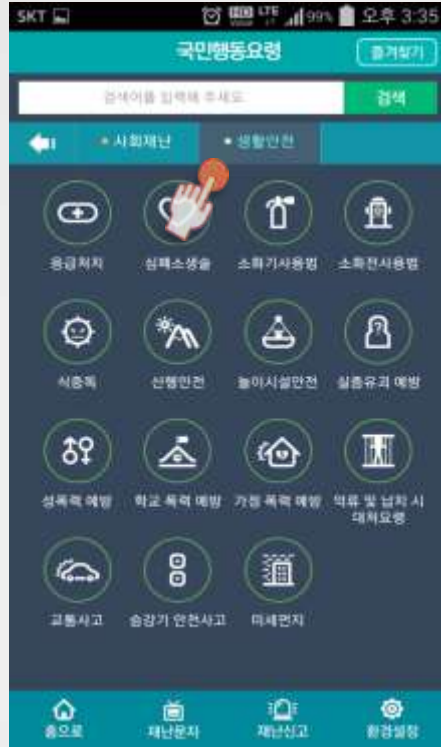 SKT LTE 99% 오후 3:35
국민행동요령 즐겨찾기
검색어를 입력해 주세요. 검색
사회재난 생활안전
응급처치 심폐소생술 소화기사용법 소화전사용법
식중독 산행안전 놀이시설안전 실종유괴 예방
성폭력 예방 학교 폭력 예방 가정 폭력 예방 억류 및 납치 시
대처요령
교통사고 승강기 안전사고 미세먼지
홈으로 재난문자 재난신고 환경설정